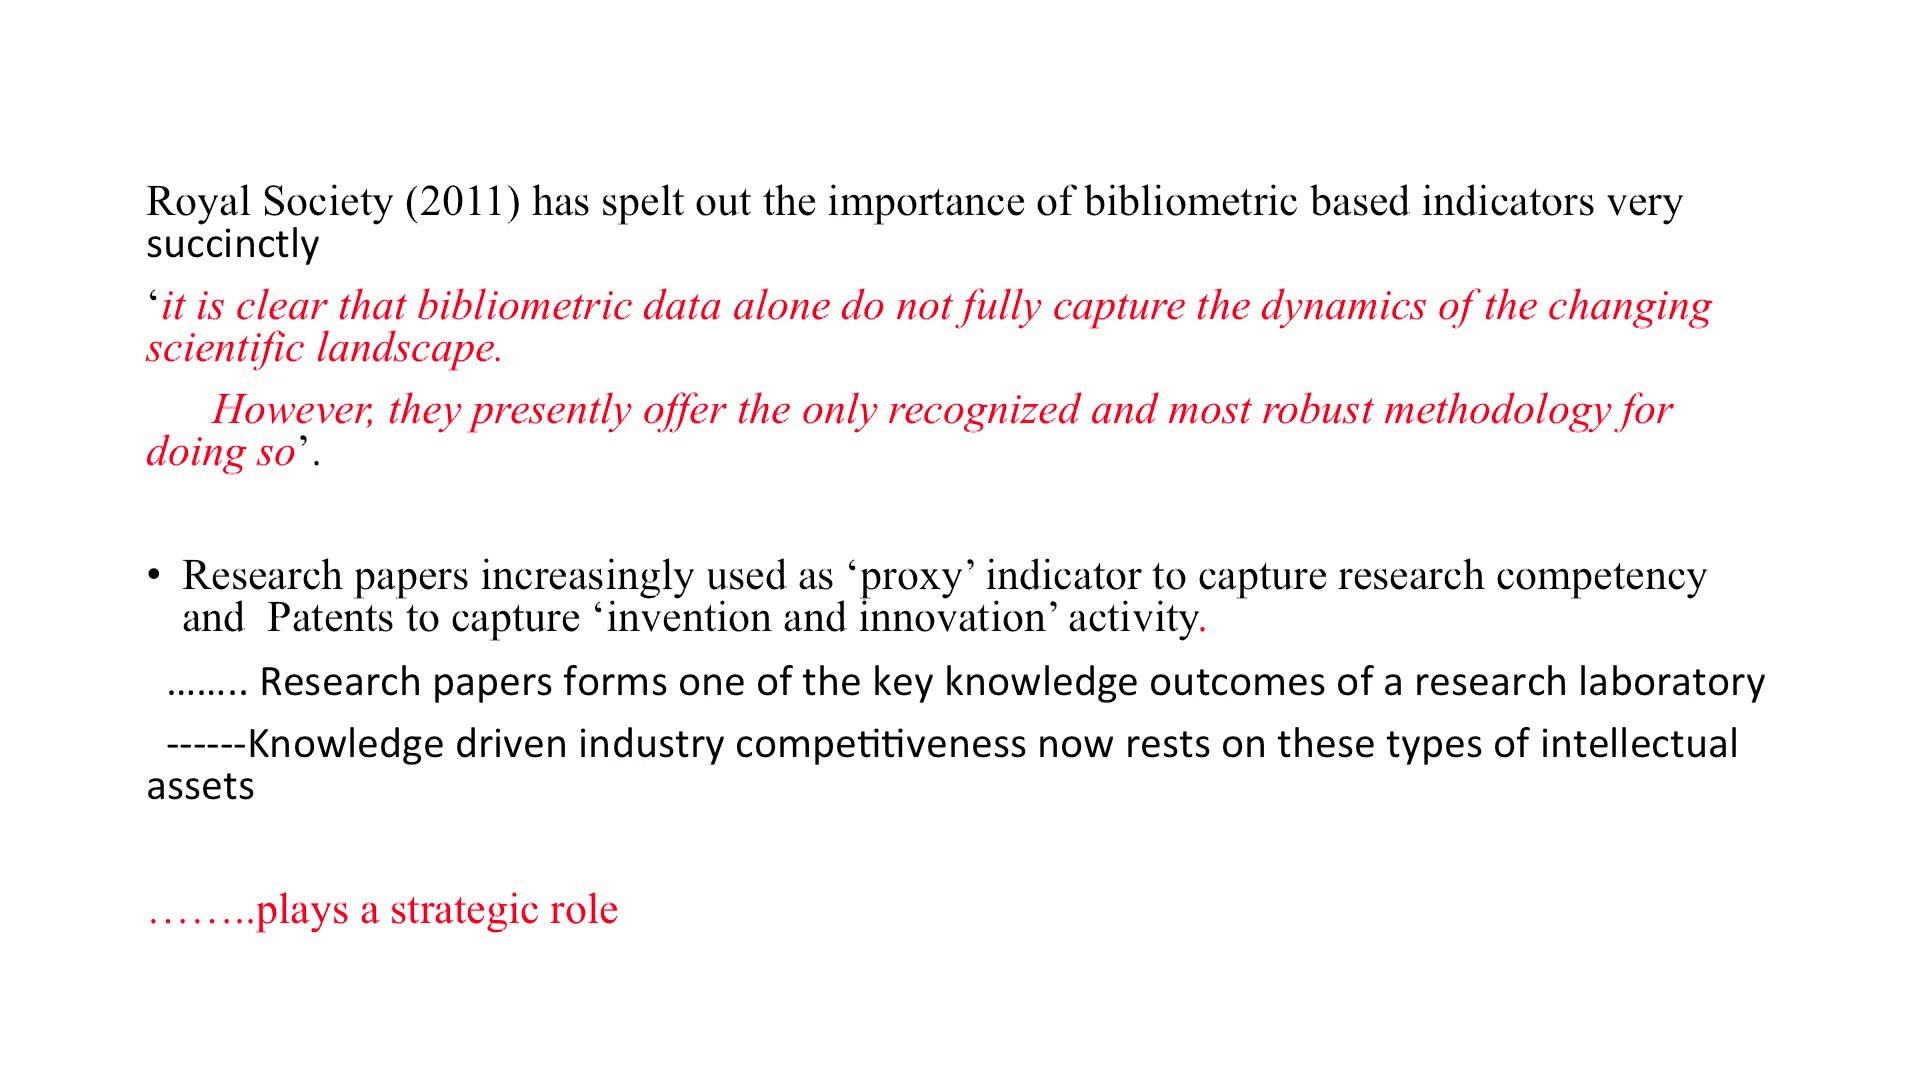 Royal Society (2011) has spelt out the importance of bibliometric based indicators very
succinctly
‘it is clear that bibliometric data alone do not fully capture the dynamics of the changing
scientific landscape.
However, they presently offer the only recognized and most robust methodology for
doing so’.
• Research papers increasingly used as ‘proxy’ indicator to capture research competency
and  Patents to capture ‘invention and innovation’ activity.
…….. Research papers forms one of the key knowledge outcomes of a research laboratory
------Knowledge driven industry competitiveness now rests on these types of intellectual
assets
……..plays a strategic role